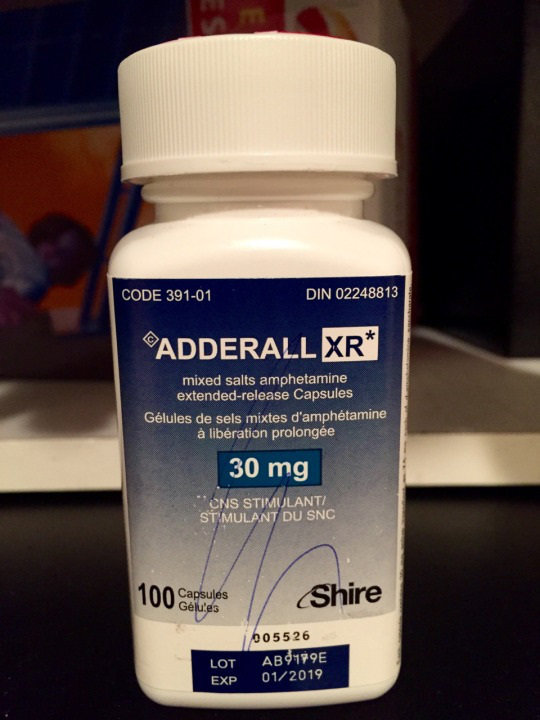 CODE 391-01 DIN 02248813
ADDERALL XR*
mixed salts amphetamine
extended-release Capsules
Gélules de sels mixtes d'amphétamine
à libération prolongée
30 mg
CNS STIMULANT/
STIMULANT DU SNC
100 Capsules
Gélules
Shire
005526
LOT AB9179E
EXP 01/2019